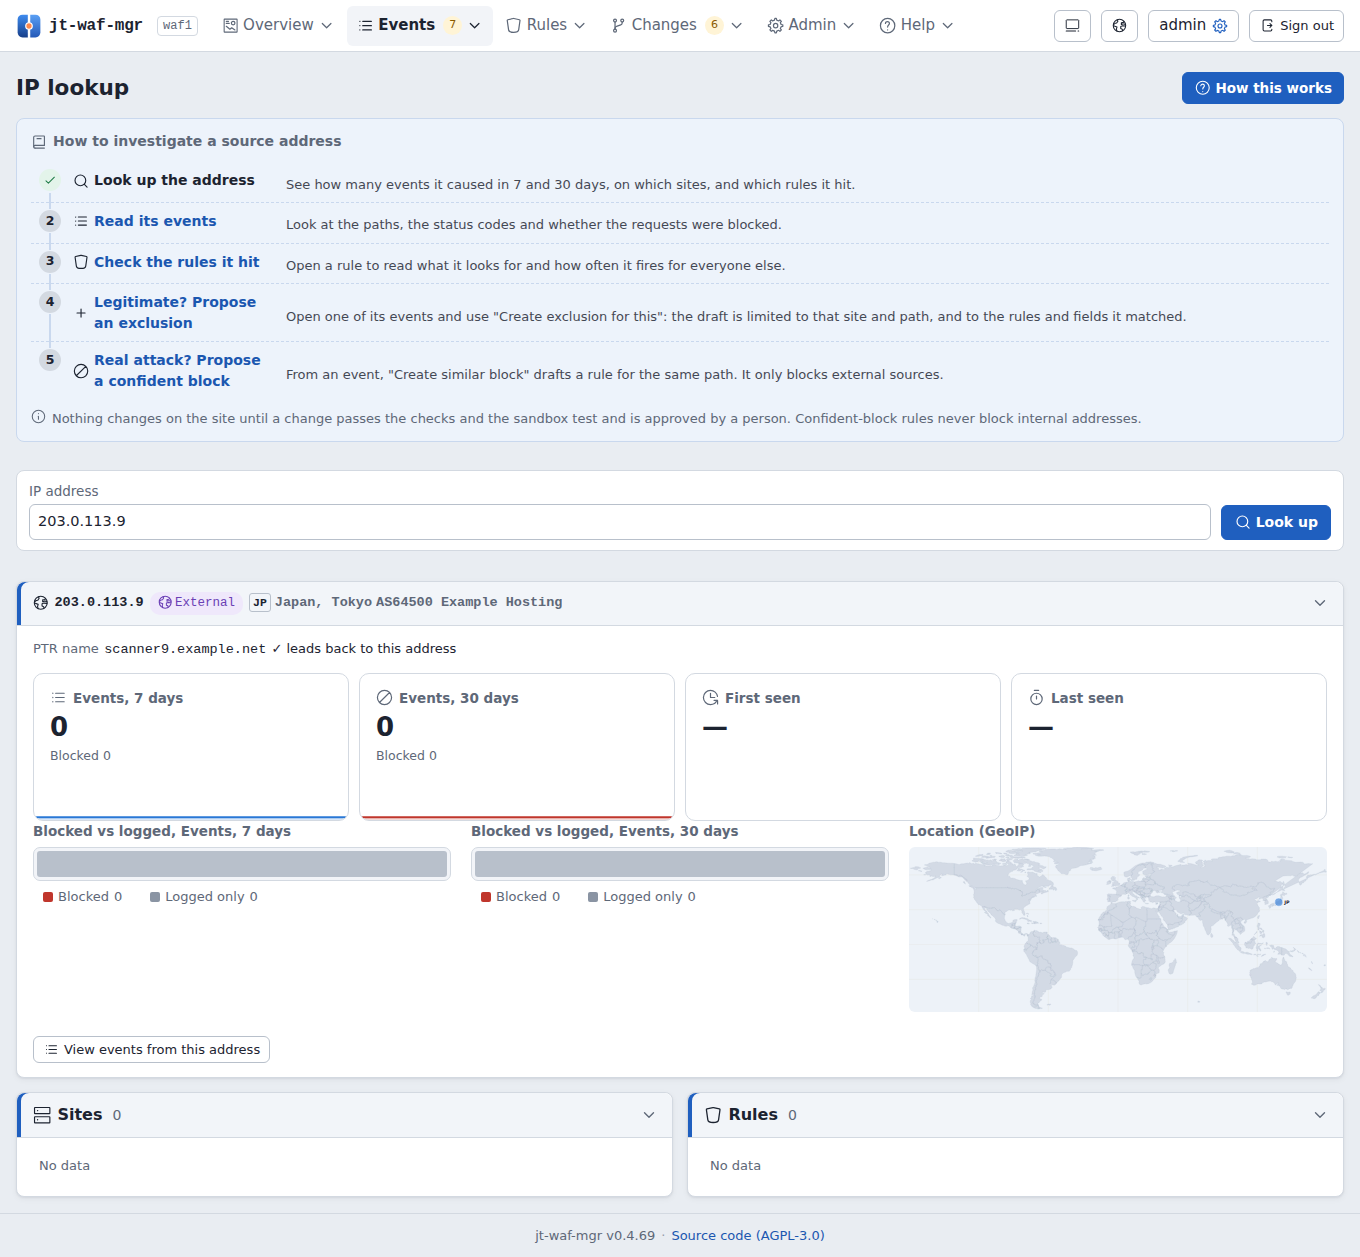 jt-waf-mgr waf1 Overview Events 7 Rules Changes 6 Admin Help admin Sign out
IP lookup
How this works
How to investigate a source address
Look up the address See how many events it caused in 7 and 30 days, on which sites, and which rules it hit.
2 Read its events Look at the paths, the status codes and whether the requests were blocked.
3 Check the rules it hit Open a rule to read what it looks for and how often it fires for everyone else.
4 Legitimate? Propose an exclusion Open one of its events and use "Create exclusion for this": the draft is limited to that site and path, and to the rules and fields it matched.
5 Real attack? Propose a confident block From an event, "Create similar block" drafts a rule for the same path. It only blocks external sources.
Nothing changes on the site until a change passes the checks and the sandbox test and is approved by a person. Confident-block rules never block internal addresses.
IP address
203.0.113.9 Look up
203.0.113.9 External JP Japan, Tokyo AS64500 Example Hosting
PTR name scanner9.example.net ✓ leads back to this address
Events, 7 days Events, 30 days First seen Last seen
0 0 — —
Blocked 0 Blocked 0
Blocked vs logged, Events, 7 days Blocked vs logged, Events, 30 days Location (GeoIP)
JP
Blocked 0 Logged only 0 Blocked 0 Logged only 0
View events from this address
Sites 0 Rules 0
No data No data
jt-waf-mgr v0.4.69 · Source code (AGPL-3.0)